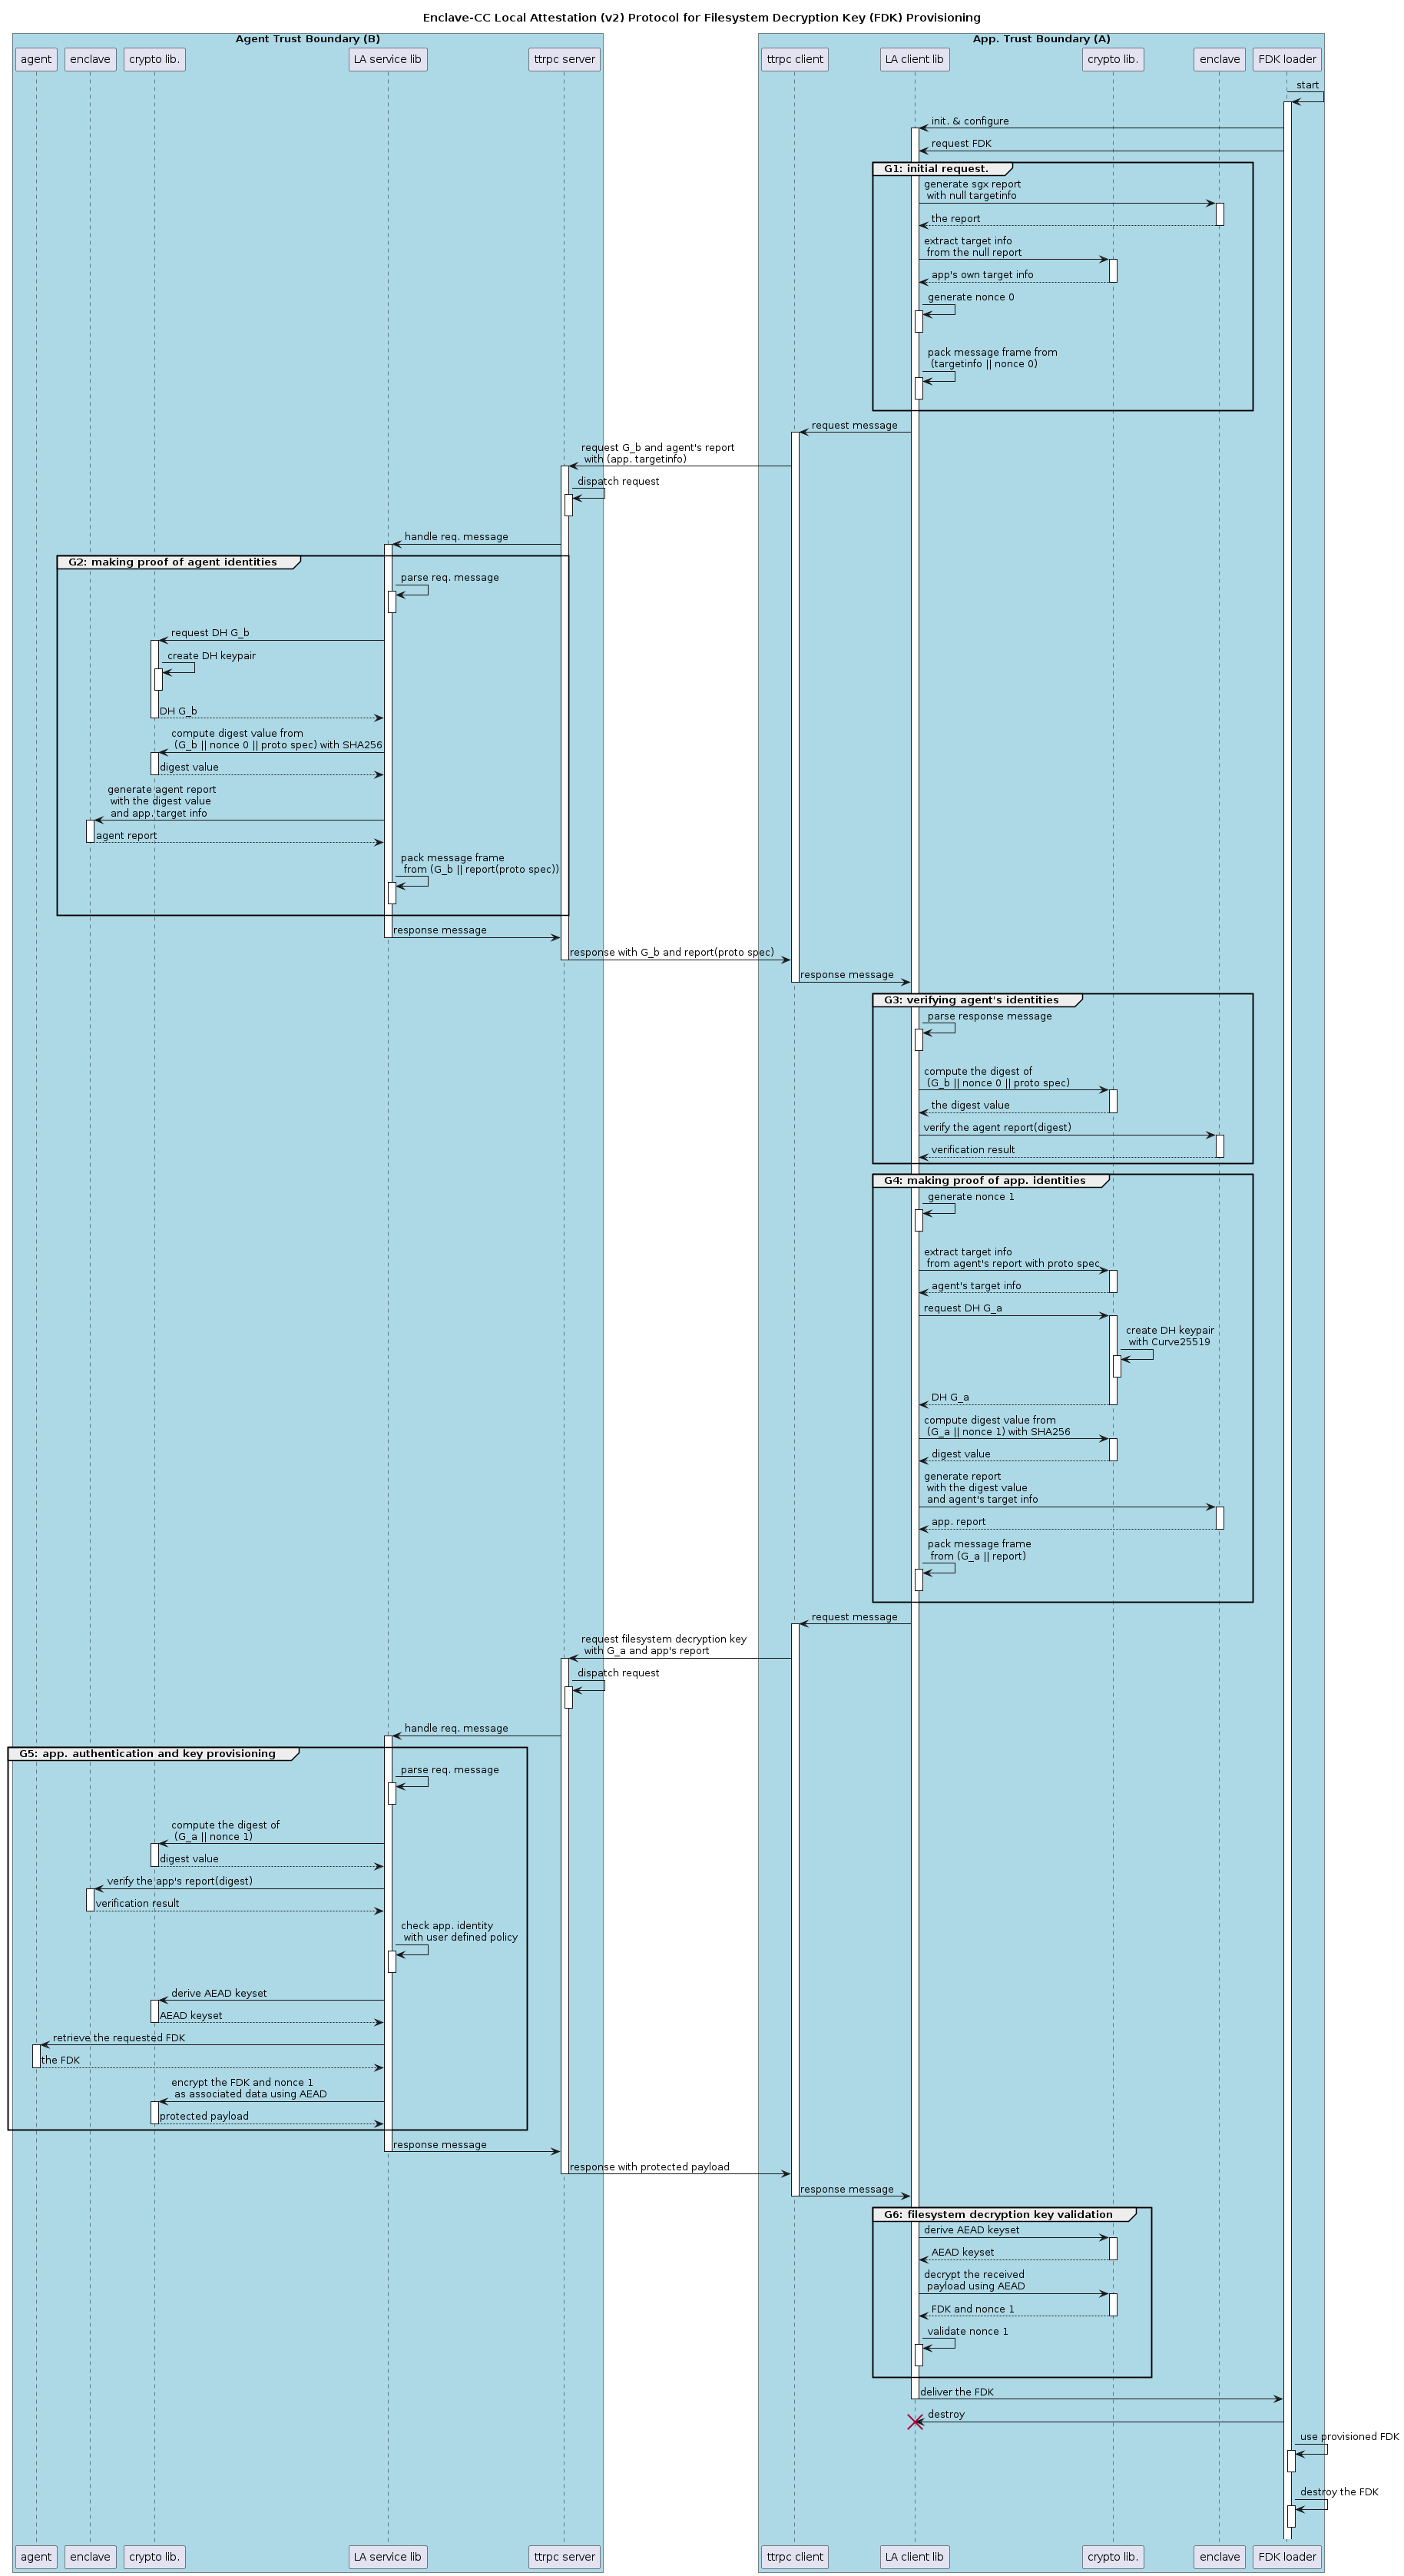 Enclave-CC Local Attestation (v2) Protocol for Filesystem Decryption Key (FDK) Provisioning
Agent Trust Boundary (B)
App. Trust Boundary (A)
agent
enclave
crypto lib.
LA service lib
ttrpc server
ttrpc client
LA client lib
crypto lib.
enclave
FDK loader
start
init. & configure
request FDK
G1: initial request.
generate sgx report
with null targetinfo
the report
extract target info
from the null report
app's own target info
generate nonce 0
pack message frame from
(targetinfo || nonce 0)
request message
request G_b and agent's report
with (app. targetinfo)
dispatch request
handle req. message
G2: making proof of agent identities
parse req. message
request DH G_b
create DH keypair
DH G_b
compute digest value from
(G_b || nonce 0 || proto spec) with SHA256
digest value
generate agent report
with the digest value
and app. target info
agent report
pack message frame
from (G_b || report(proto spec))
response message
response with G_b and report(proto spec)
response message
G3: verifying agent's identities
parse response message
compute the digest of
(G_b || nonce 0 || proto spec)
the digest value
verify the agent report(digest)
verification result
G4: making proof of app. identities
generate nonce 1
extract target info
from agent's report with proto spec
agent's target info
request DH G_a
create DH keypair
with Curve25519
DH G_a
compute digest value from
(G_a || nonce 1) with SHA256
digest value
generate report
with the digest value
and agent's target info
app. report
pack message frame
from (G_a || report)
request message
request filesystem decryption key
with G_a and app's report
dispatch request
handle req. message
G5: app. authentication and key provisioning
parse req. message
compute the digest of
(G_a || nonce 1)
digest value
verify the app's report(digest)
verification result
check app. identity
with user defined policy
derive AEAD keyset
AEAD keyset
retrieve the requested FDK
the FDK
encrypt the FDK and nonce 1
as associated data using AEAD
protected payload
response message
response with protected payload
response message
G6: filesystem decryption key validation
derive AEAD keyset
AEAD keyset
decrypt the received
payload using AEAD
FDK and nonce 1
validate nonce 1
deliver the FDK
destroy
use provisioned FDK
destroy the FDK
agent
enclave
crypto lib.
LA service lib
ttrpc server
ttrpc client
LA client lib
crypto lib.
enclave
FDK loader